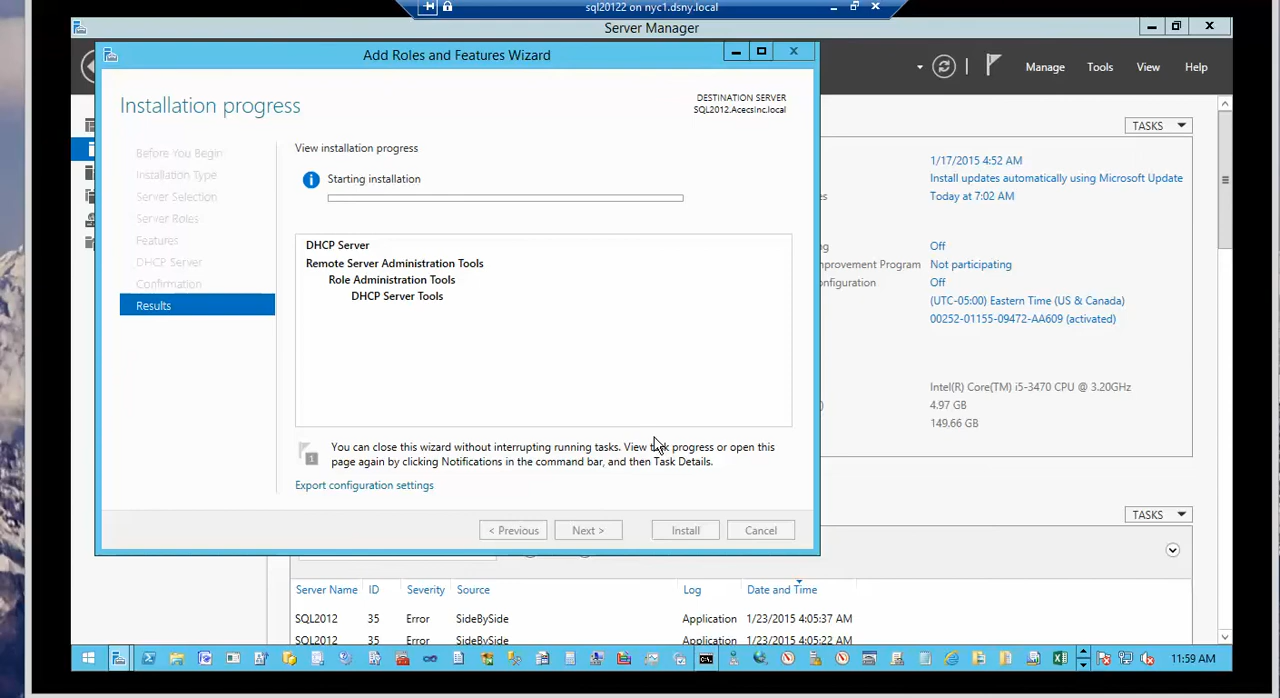 sql20122 on nyc1.dsny.local
Server Manager
Add Roles and Features Wizard
Manage Tools View Help
Installation progress
DESTINATION SERVER
SQL2012.AcecsInc.local
Before You Begin
Installation Type
Server Selection
Server Roles
Features
DHCP Server
Confirmation
Results
View installation progress
Starting installation
DHCP Server
Remote Server Administration Tools
Role Administration Tools
DHCP Server Tools
1
You can close this wizard without interrupting running tasks. View task progress or open this
page again by clicking Notifications in the command bar, and then Task Details.
Export configuration settings
< Previous Next > Install Cancel
TASKS
1/17/2015 4:52 AM
Install updates automatically using Microsoft Update
Today at 7:02 AM
Off
Not participating
Off
(UTC-05:00) Eastern Time (US & Canada)
00252-01155-09472-AA609 (activated)
Intel(R) Core(TM) i5-3470 CPU @ 3.20GHz
4.97 GB
149.66 GB
TASKS
Server Name ID Severity Source Log Date and Time
SQL2012 35 Error SideBySide Application 1/23/2015 4:05:37 AM
SQL2012 35 Error SideBySide Application 1/23/2015 4:05:22 AM
11:59 AM